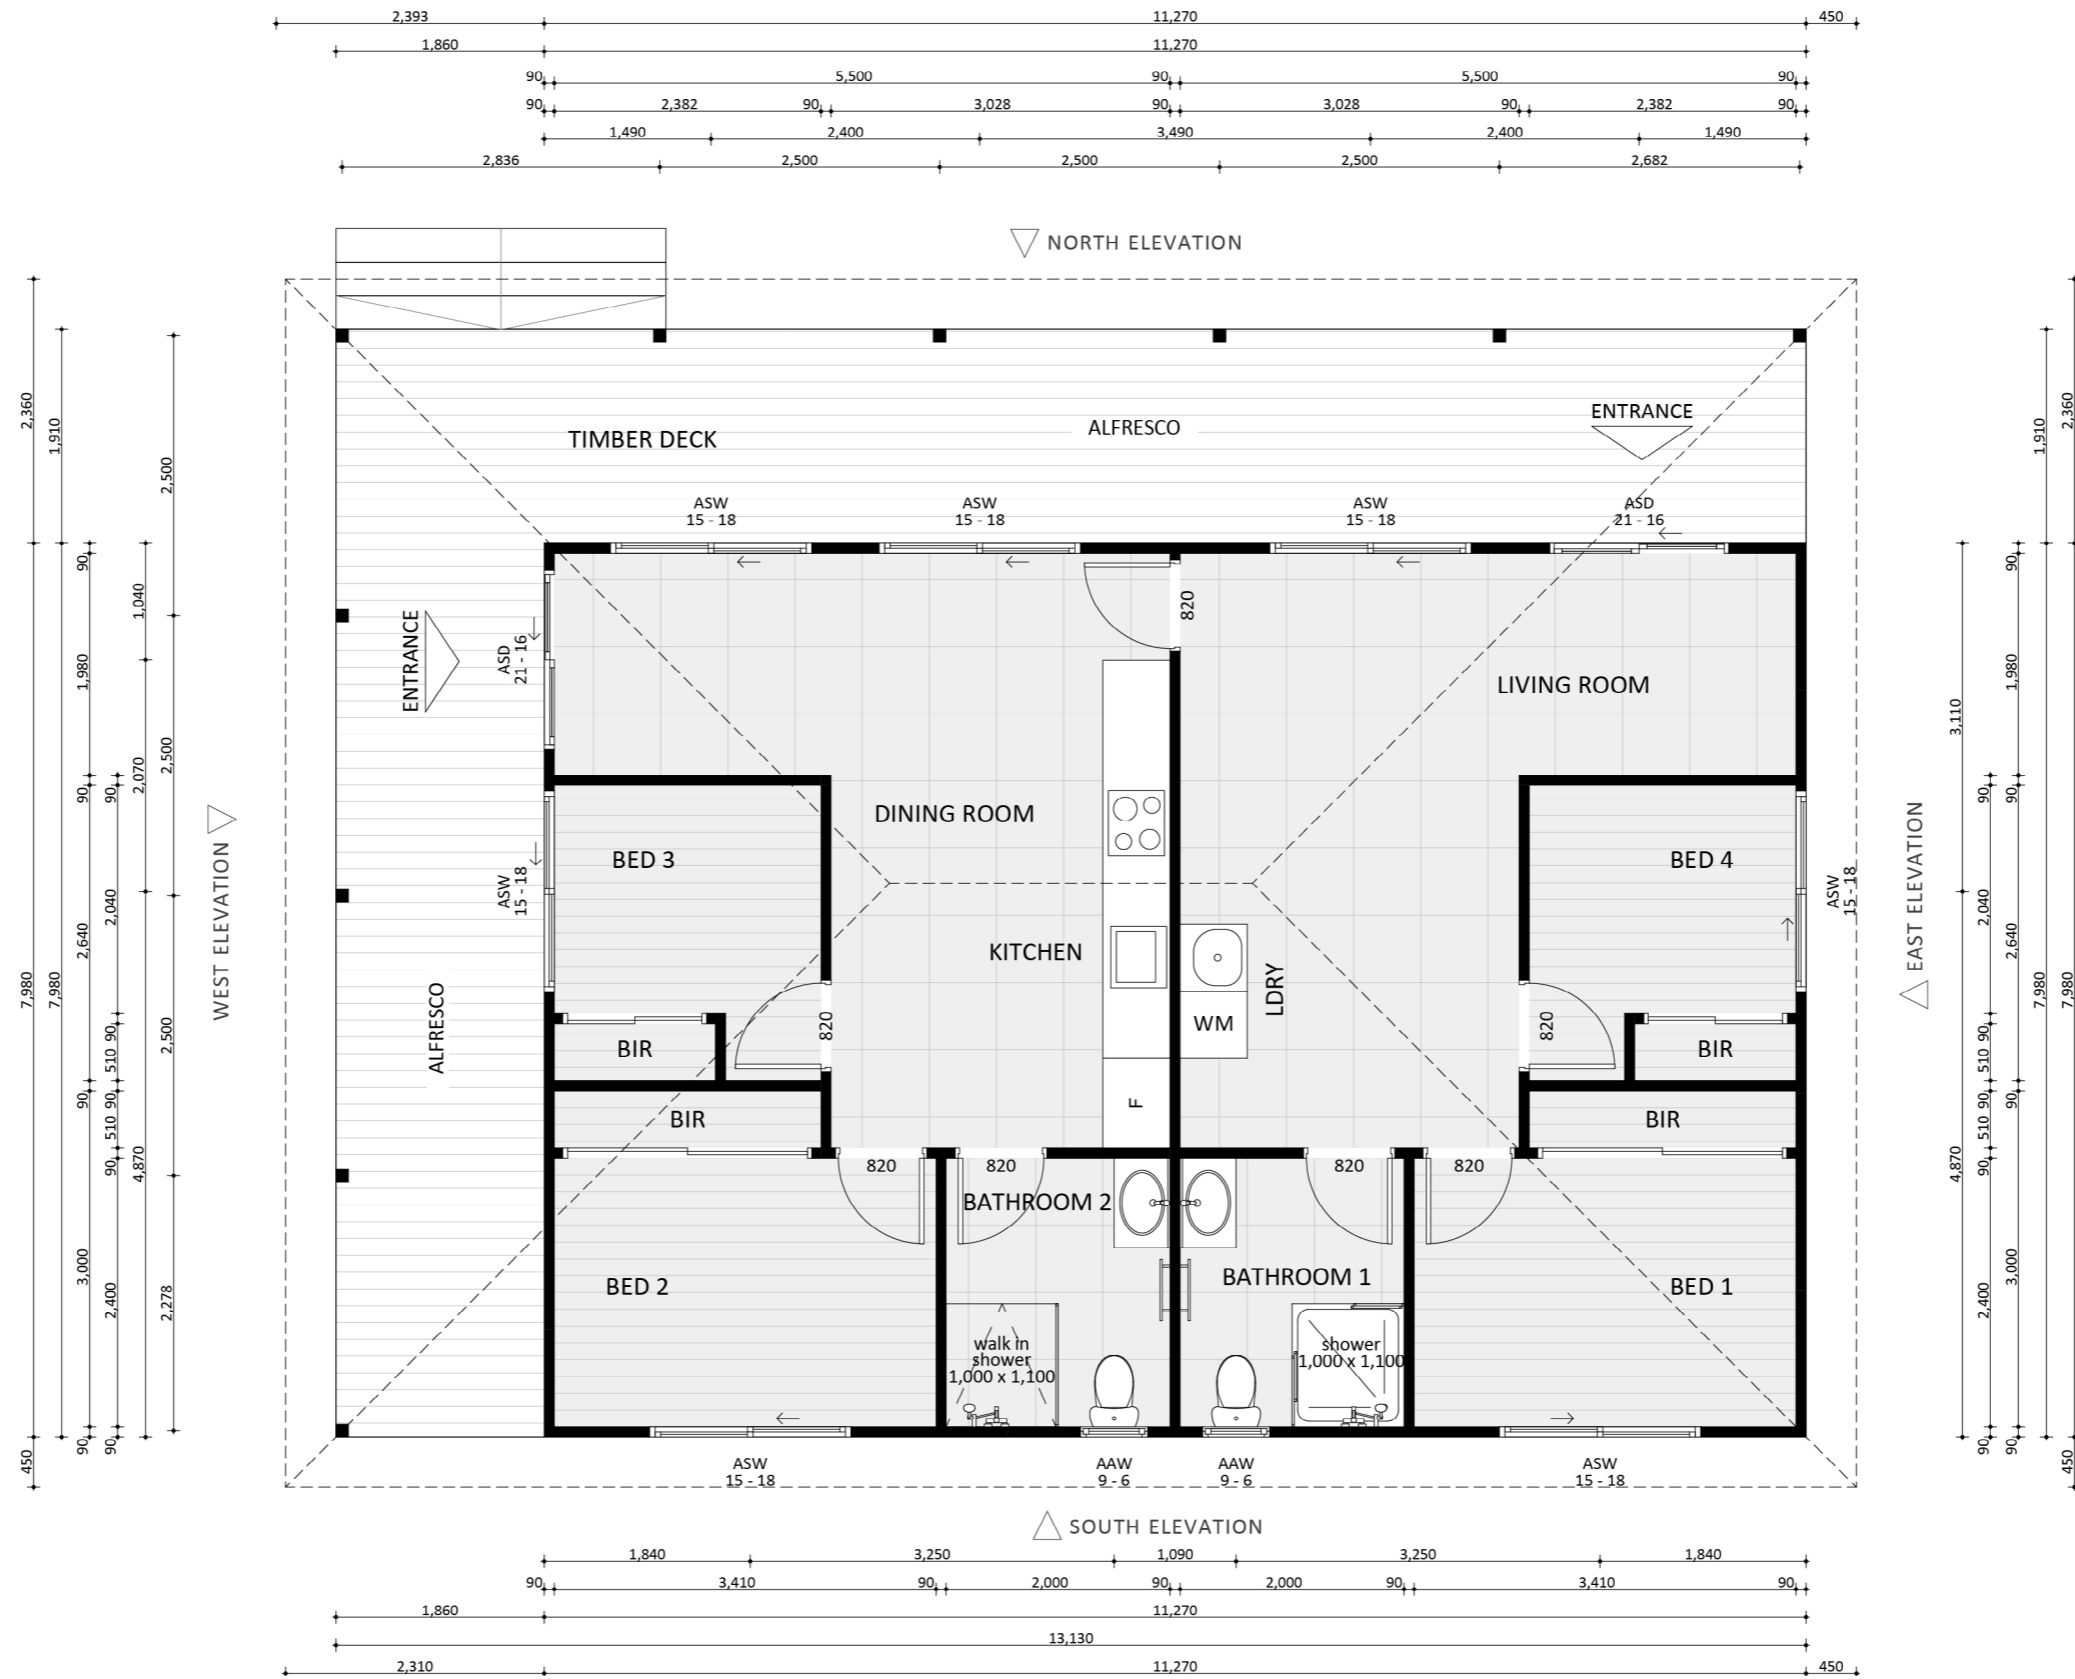 2,393 11,270 450
1,860 11,270
90 5,500 90 5,500 90
90 2,382 90 3,028 90 3,028 90 2,382 90
1,490 2,400 3,490 2,400 1,490
2,836 2,500 2,500 2,500 2,682
NORTH ELEVATION
ENTRANCE
ALFRESCO
TIMBER DECK
ASW
15 - 18
ASW
15 - 18
ASW
15 - 18
ASD
21 - 16
ENTRANCE
ASD
21 - 16
820
LIVING ROOM
DINING ROOM
BED 3
BED 4
ASW
15 - 18
ASW
15 - 18
WEST ELEVATION
EAST ELEVATION
KITCHEN
LDRY
WM
ALFRESCO
820
820
BIR
BIR
F
BIR
BIR
820
820
820
820
BATHROOM 2
BATHROOM 1
BED 2
BED 1
walk in
shower
1,000 x 1,100
shower
1,000 x 1,100
ASW
15 - 18
AAW
9 - 6
AAW
9 - 6
ASW
15 - 18
SOUTH ELEVATION
2,360
7,980
450
1,910
7,980
90
1,980
90
2,640
90
3,000
90
90
2,040
90
510
90
510
90
2,400
90
1,040
2,070
4,870
2,500
2,500
2,500
2,278
3,110
4,870
90
2,040
90
510
90
510
90
2,400
90
90
1,980
90
2,640
90
3,000
90
1,910
7,980
2,360
7,980
450
1,840 3,250 1,090 3,250 1,840
90 3,410 90 2,000 90 2,000 90 3,410 90
1,860 11,270
13,130
2,310 11,270 450